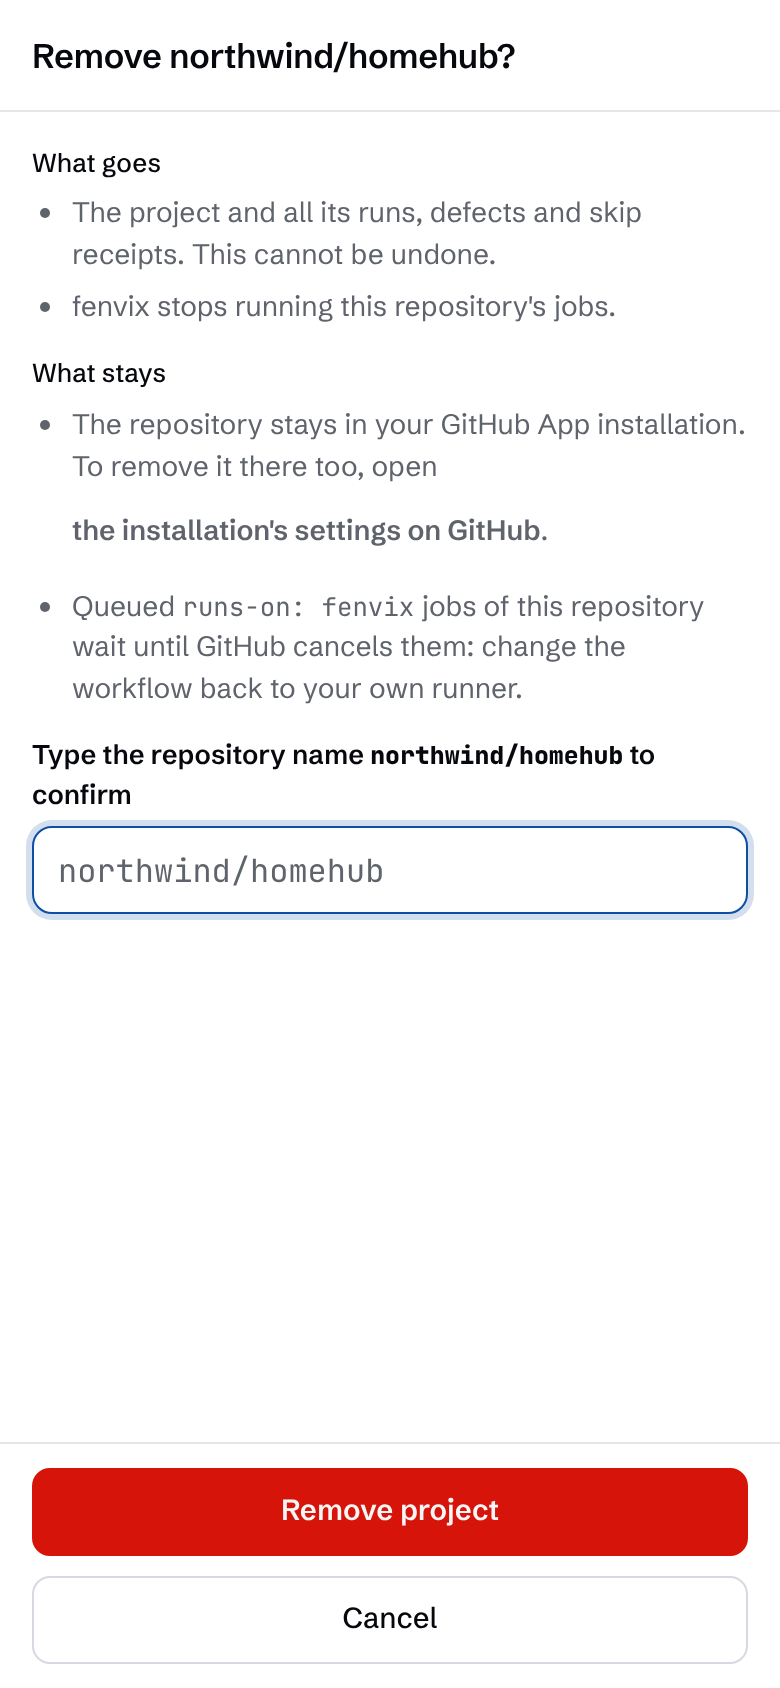 Remove northwind/homehub?
What goes
The project and all its runs, defects and skip
receipts. This cannot be undone.
fenvix stops running this repository's jobs.
What stays
The repository stays in your GitHub App installation.
To remove it there too, open
the installation's settings on GitHub.
Queued runs-on: fenvix jobs of this repository
wait until GitHub cancels them: change the
workflow back to your own runner.
Type the repository name northwind/homehub to
confirm
northwind/homehub
Remove project
Cancel